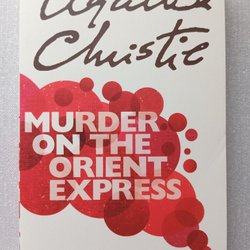 Agatha
Christie
MURDER
ON THE
ORIENT
EXPRESS